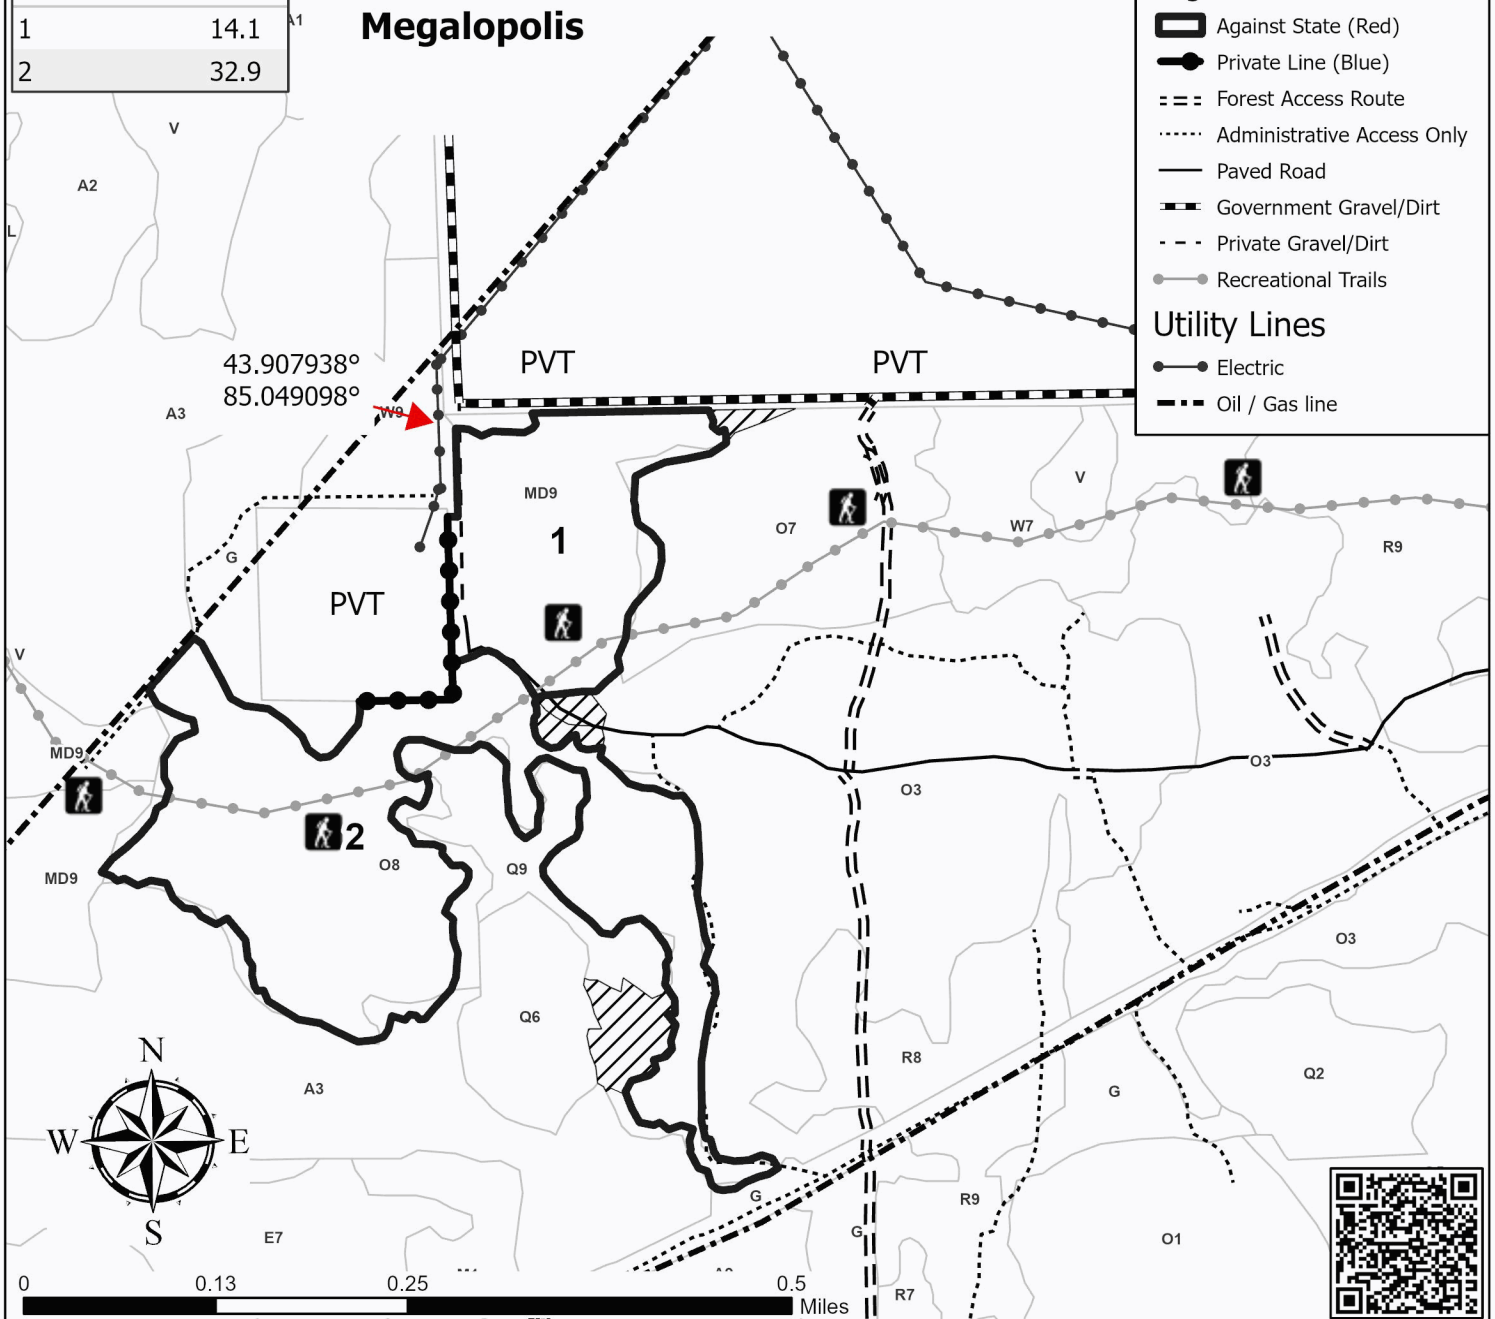 1 14.1
2 32.9
A1
Megalopolis
Against State (Red)
Private Line (Blue)
Forest Access Route
Administrative Access Only
Paved Road
Government Gravel/Dirt
Private Gravel/Dirt
Recreational Trails
Utility Lines
Electric
Oil / Gas line
V
A2
L
43.907938°
85.049098°
PVT
PVT
A3
W9
MD9
1
V
O7
W7
R9
G
PVT
V
MD9
O3
O3
2
O8
Q9
MD9
O3
Q6
R8
Q2
G
A3
N
W
E
S
G
R9
G
O1
E7
R7
0 0.13 0.25 0.5
Miles